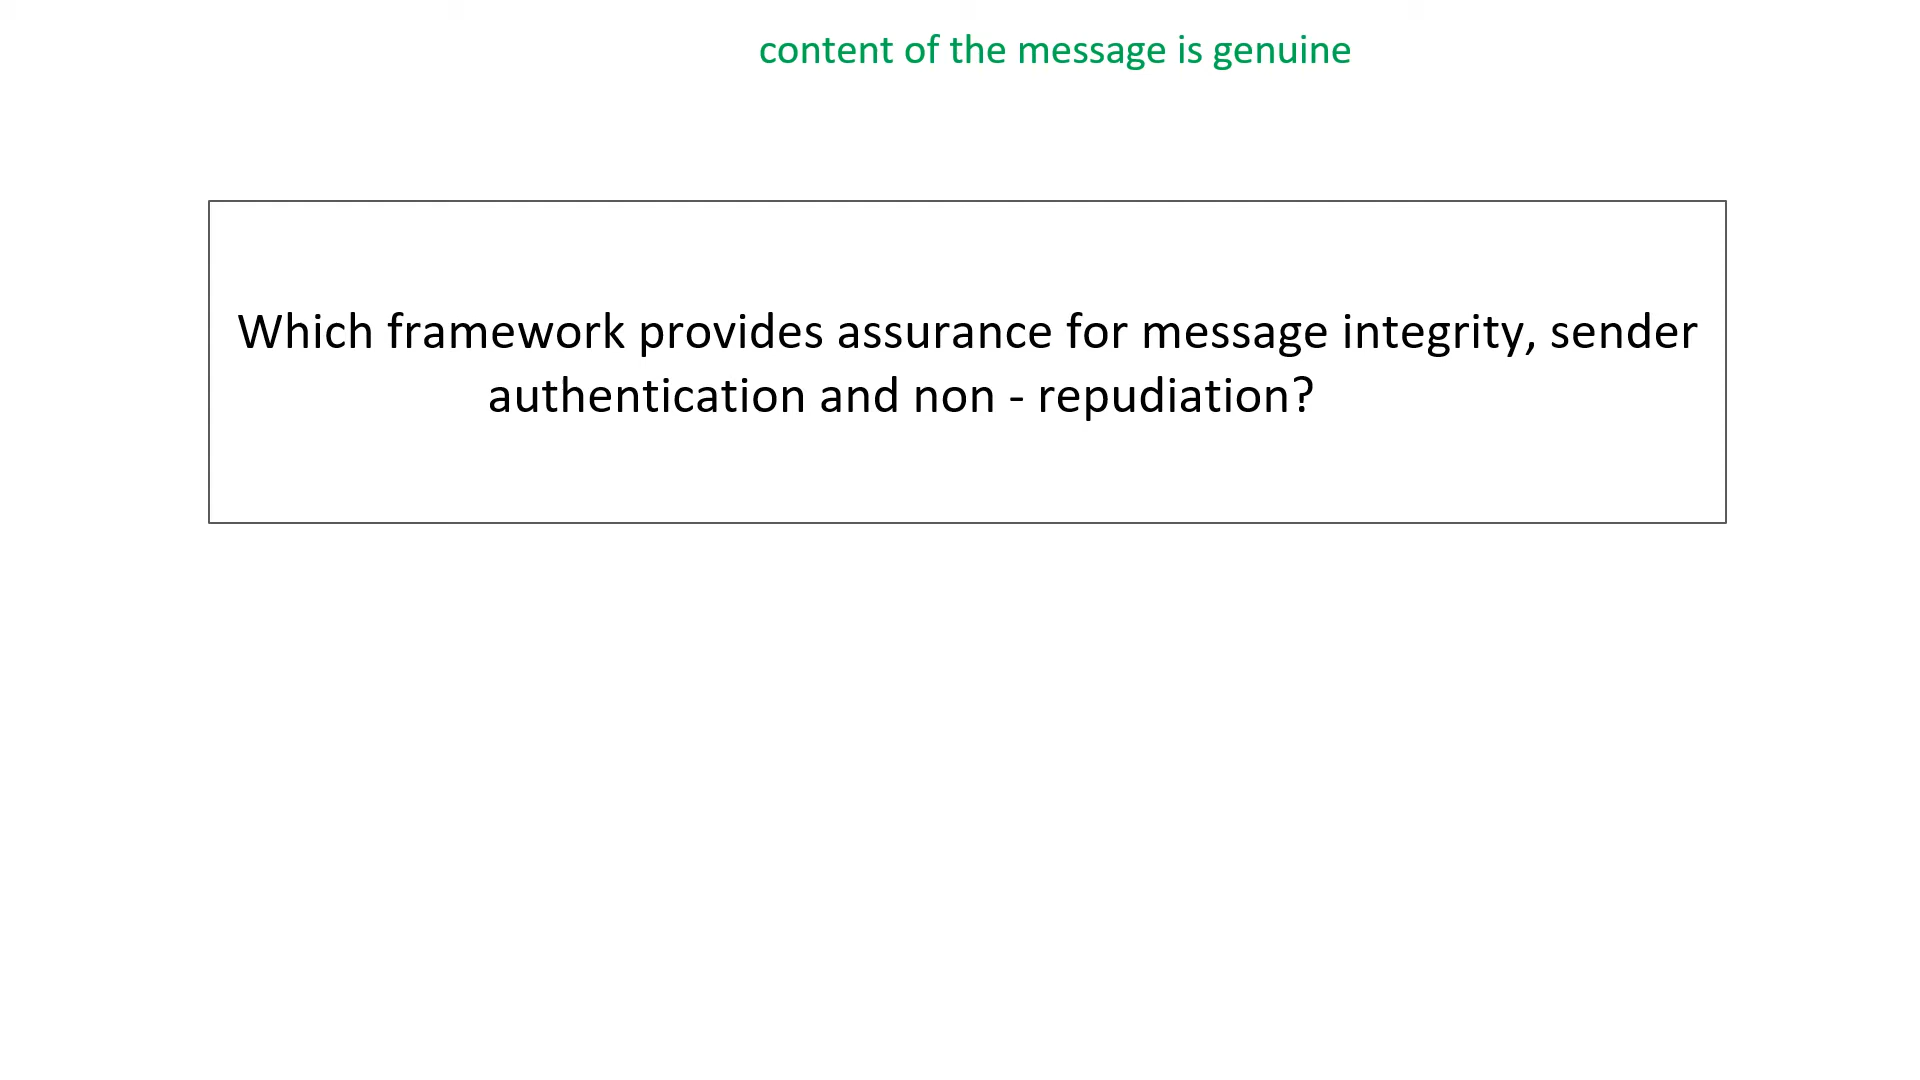 content of the message is genuine
Which framework provides assurance for message integrity, sender
authentication and non - repudiation?